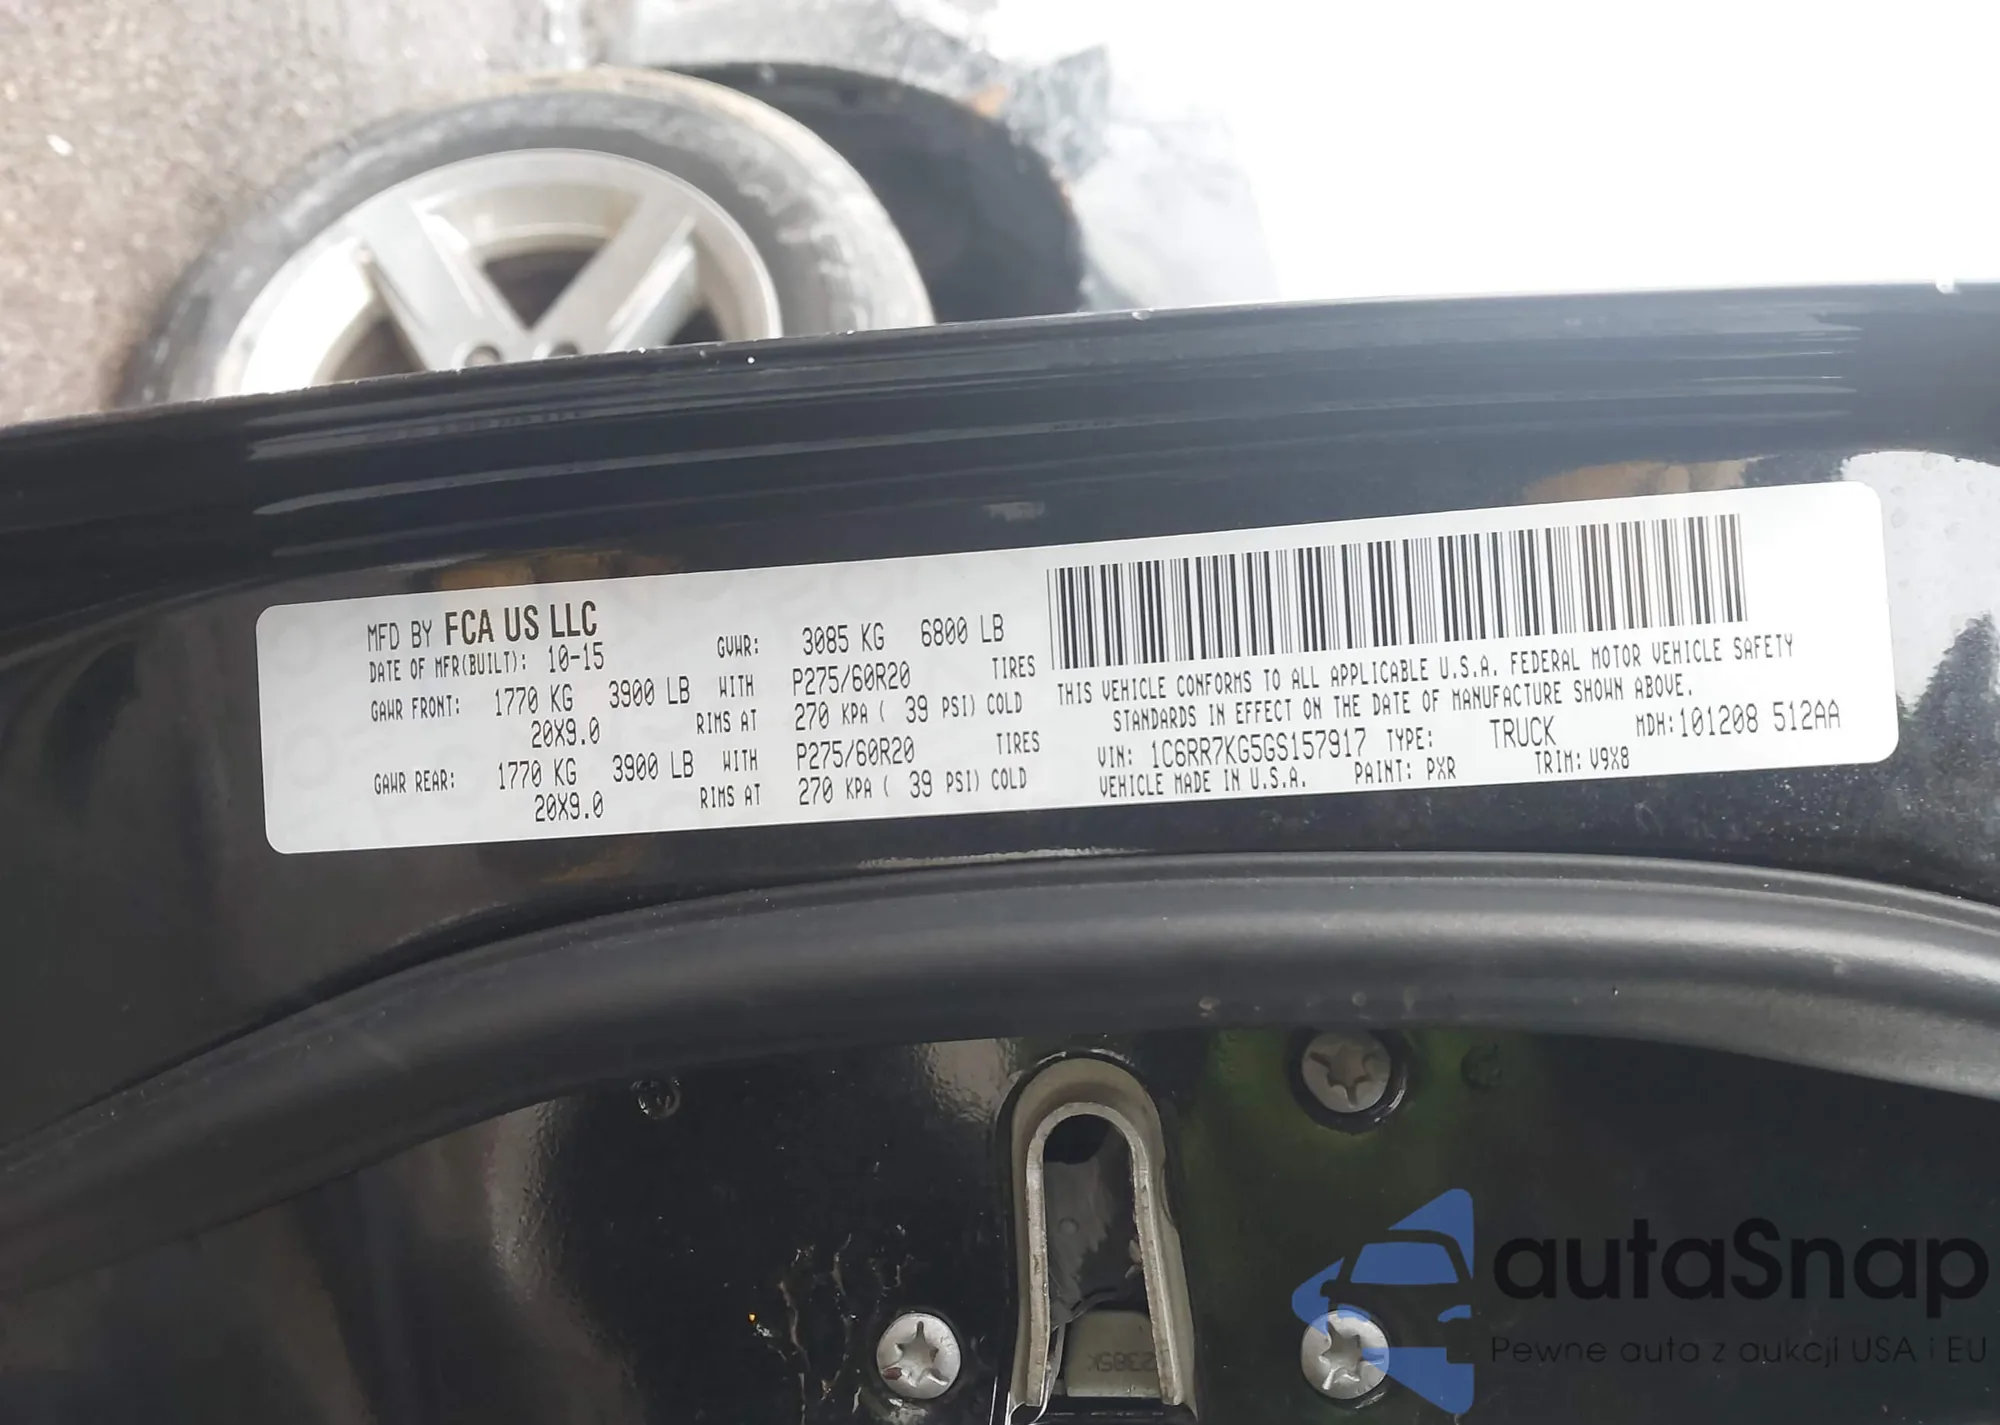 MFD BY FCA US LLC
DATE OF MFR(BUILT): 10-15
GVWR: 3085 KG 6800 LB
GAWR FRONT: 1770 KG 3900 LB WITH P275/60R20 TIRES
20X9.0 RIMS AT 270 KPA ( 39 PSI) COLD
GAWR REAR: 1770 KG 3900 LB WITH P275/60R20 TIRES
20X9.0 RIMS AT 270 KPA ( 39 PSI) COLD
THIS VEHICLE CONFORMS TO ALL APPLICABLE U.S.A. FEDERAL MOTOR VEHICLE SAFETY
STANDARDS IN EFFECT ON THE DATE OF MANUFACTURE SHOWN ABOVE.
VIN: 1C6RR7KG5GS157917 TYPE: TRUCK MDH:101208 512AA
VEHICLE MADE IN U.S.A. PAINT: PXR TRIM: V9X8
autaSnap
Pewne auta z aukcji USA i EU